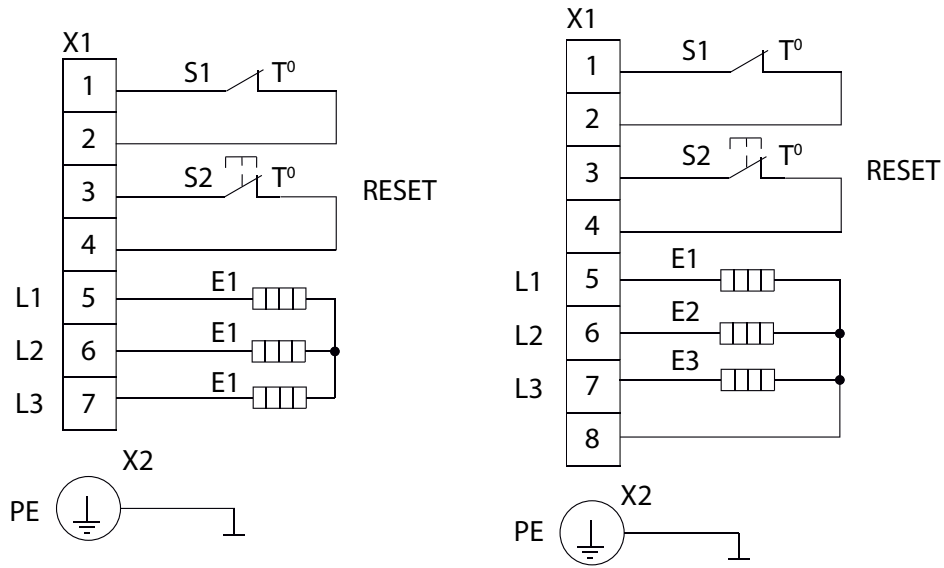 X1
1 S1 T⁰
2
3 S2 T⁰ RESET
4
L1 5 E1
L2 6 E1
L3 7 E1
X2
PE
X1
1 S1 T⁰
2
3 S2 T⁰ RESET
4
L1 5 E1
L2 6 E2
L3 7 E3
8
X2
PE